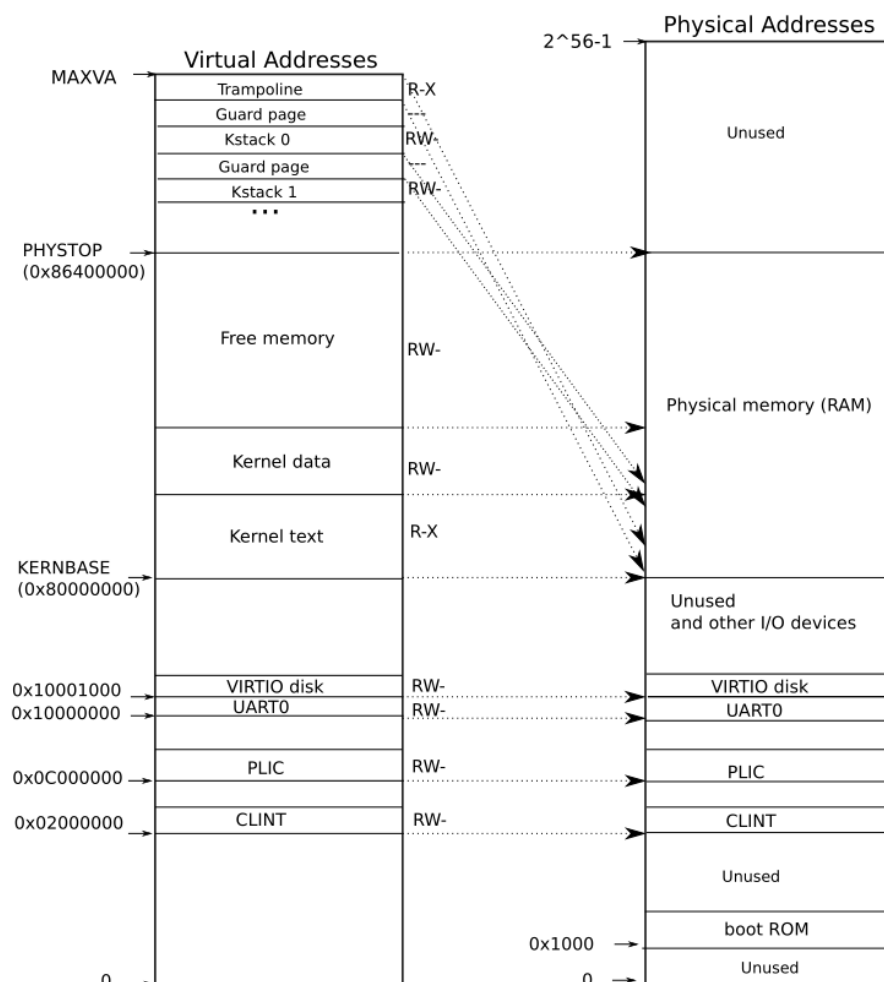 Physical Addresses
2^56-1
Virtual Addresses
MAXVA
Trampoline
R-X
Guard page
---
Unused
Kstack 0
RW-
Guard page
---
Kstack 1
RW-
...
PHYSTOP
(0x86400000)
Free memory
RW-
Physical memory (RAM)
Kernel data
RW-
Kernel text
R-X
KERNBASE
(0x80000000)
Unused
and other I/O devices
0x10001000
VIRTIO disk
RW-
VIRTIO disk
0x10000000
UART0
RW-
UART0
0x0C000000
PLIC
RW-
PLIC
0x02000000
CLINT
RW-
CLINT
Unused
boot ROM
0x1000
Unused
0
0